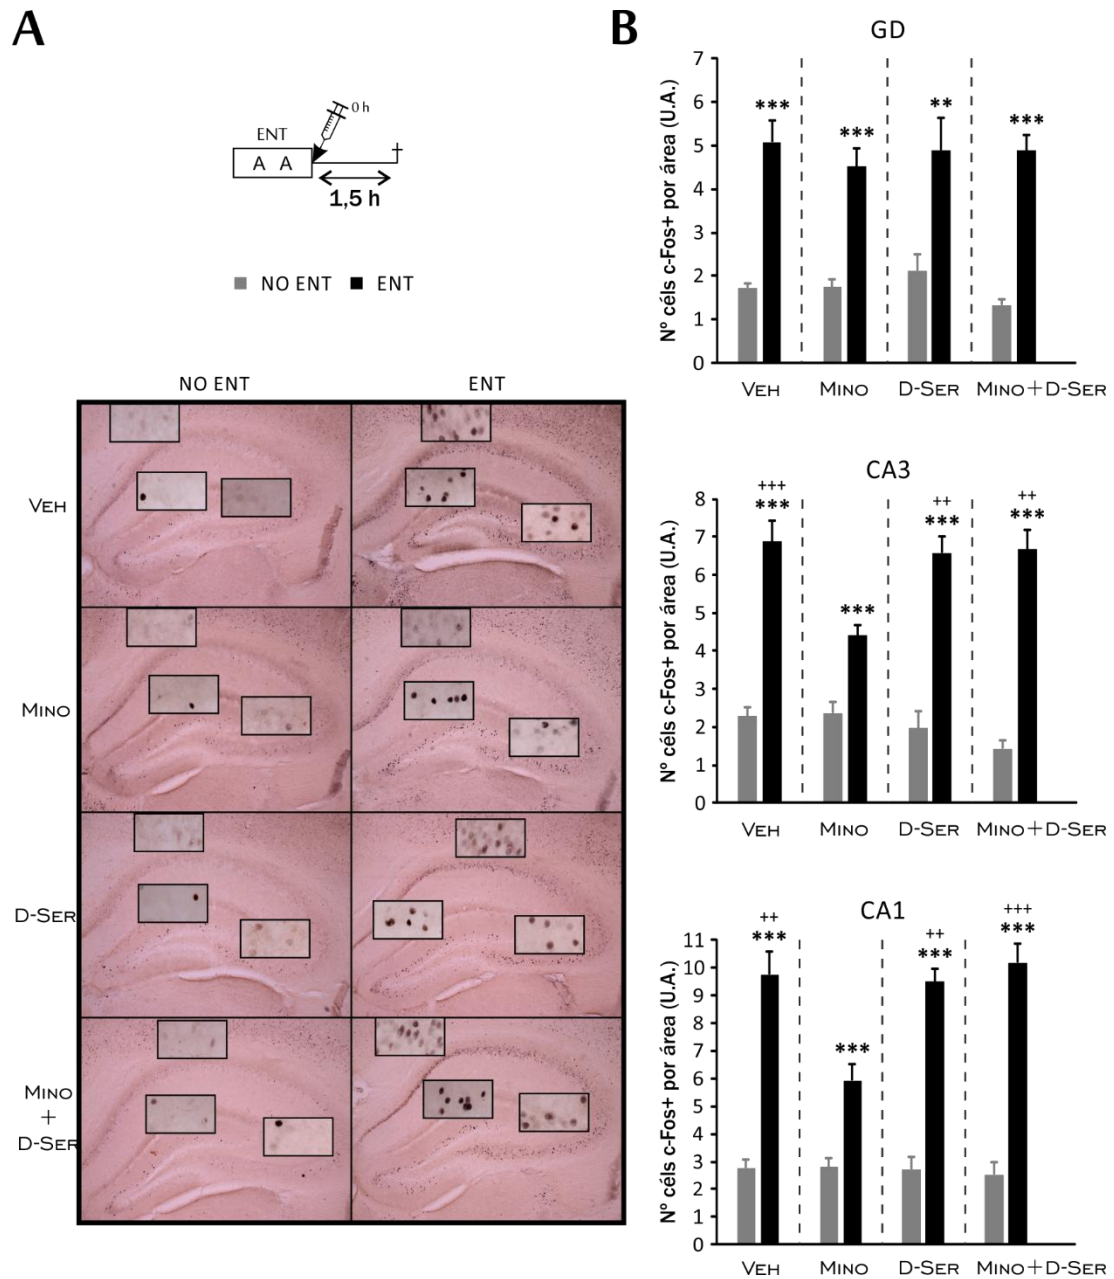 A
ENT
0 h
A A
1,5 h
NO ENT ENT
NO ENT ENT
VEH
MINO
D-SER
MINO
+
D-SER
B
GD
Nº céls c-Fos+ por área (U.A.)
7
6
5
4
3
2
1
0
*** *** ** ***
VEH MINO D-SER MINO+D-SER
CA3
Nº céls c-Fos+ por área (U.A.)
8
7
6
5
4
3
2
1
0
+++ ++ ++
*** *** *** ***
VEH MINO D-SER MINO+D-SER
CA1
Nº céls c-Fos+ por área (U.A.)
11
10
9
8
7
6
5
4
3
2
1
0
++ ++ +++
*** *** *** ***
VEH MINO D-SER MINO+D-SER